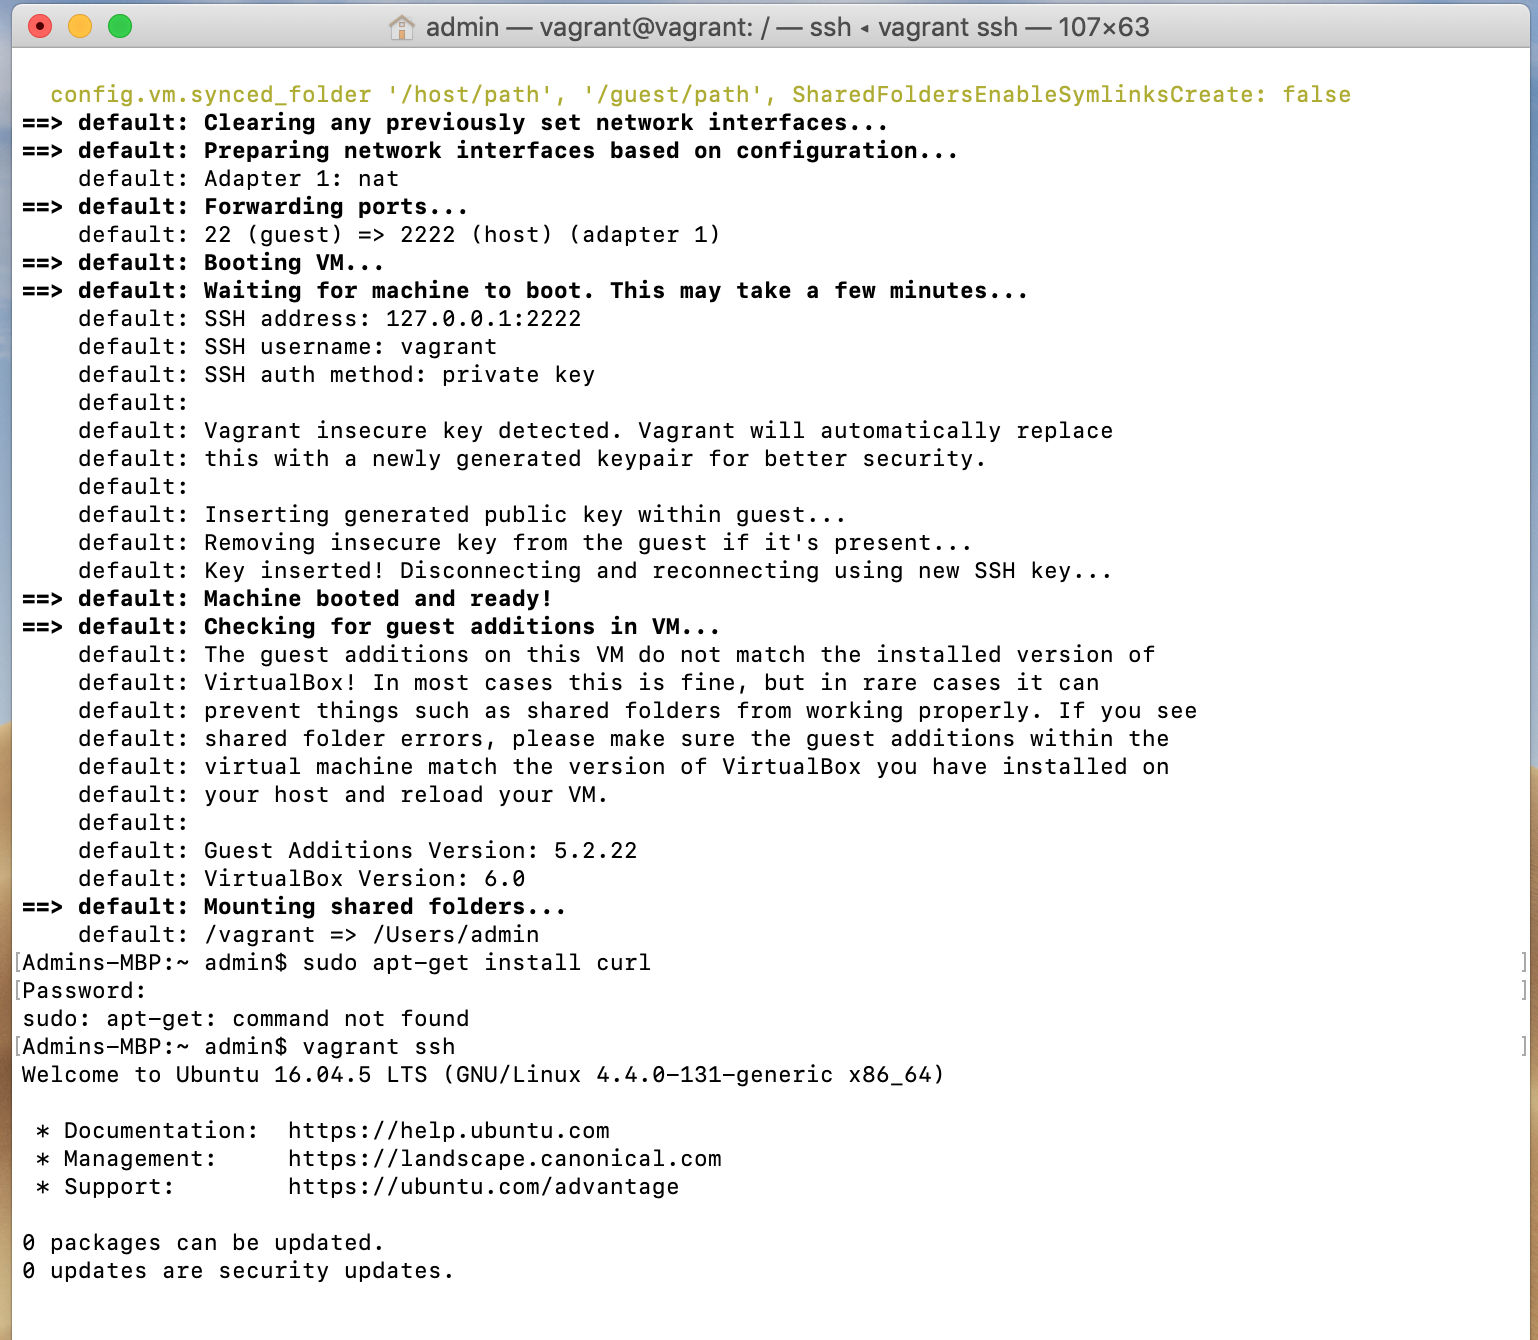 admin — vagrant@vagrant: / — ssh ◂ vagrant ssh — 107×63
config.vm.synced_folder '/host/path', '/guest/path', SharedFoldersEnableSymlinksCreate: false
==> default: Clearing any previously set network interfaces...
==> default: Preparing network interfaces based on configuration...
    default: Adapter 1: nat
==> default: Forwarding ports...
    default: 22 (guest) => 2222 (host) (adapter 1)
==> default: Booting VM...
==> default: Waiting for machine to boot. This may take a few minutes...
    default: SSH address: 127.0.0.1:2222
    default: SSH username: vagrant
    default: SSH auth method: private key
    default:
    default: Vagrant insecure key detected. Vagrant will automatically replace
    default: this with a newly generated keypair for better security.
    default:
    default: Inserting generated public key within guest...
    default: Removing insecure key from the guest if it's present...
    default: Key inserted! Disconnecting and reconnecting using new SSH key...
==> default: Machine booted and ready!
==> default: Checking for guest additions in VM...
    default: The guest additions on this VM do not match the installed version of
    default: VirtualBox! In most cases this is fine, but in rare cases it can
    default: prevent things such as shared folders from working properly. If you see
    default: shared folder errors, please make sure the guest additions within the
    default: virtual machine match the version of VirtualBox you have installed on
    default: your host and reload your VM.
    default:
    default: Guest Additions Version: 5.2.22
    default: VirtualBox Version: 6.0
==> default: Mounting shared folders...
    default: /vagrant => /Users/admin
[Admins-MBP:~ admin$ sudo apt-get install curl ]
[Password: ]
sudo: apt-get: command not found
[Admins-MBP:~ admin$ vagrant ssh ]
Welcome to Ubuntu 16.04.5 LTS (GNU/Linux 4.4.0-131-generic x86_64)
 * Documentation:  https://help.ubuntu.com
 * Management:     https://landscape.canonical.com
 * Support:        https://ubuntu.com/advantage
0 packages can be updated.
0 updates are security updates.